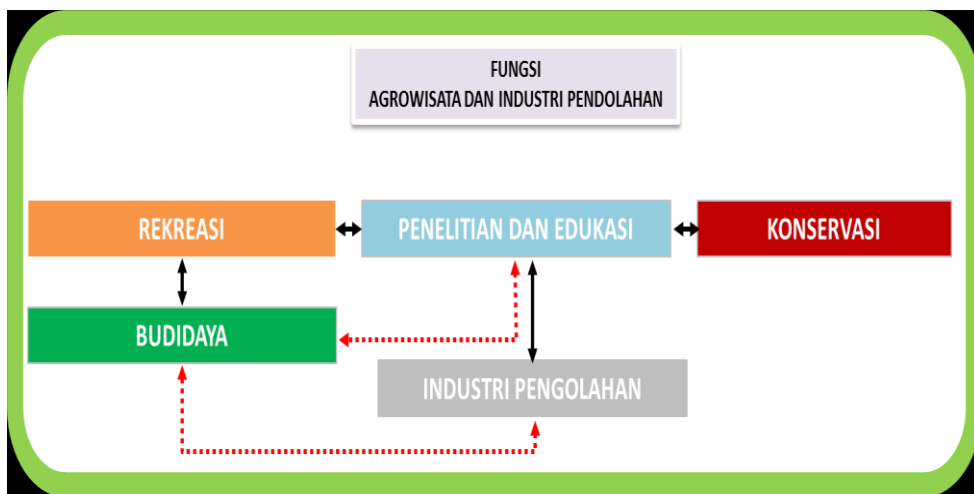 FUNGSI
AGROWISATA DAN INDUSTRI PENDOLAHAN
REKREASI
PENELITIAN DAN EDUKASI
KONSERVASI
BUDIDAYA
INDUSTRI PENGOLAHAN